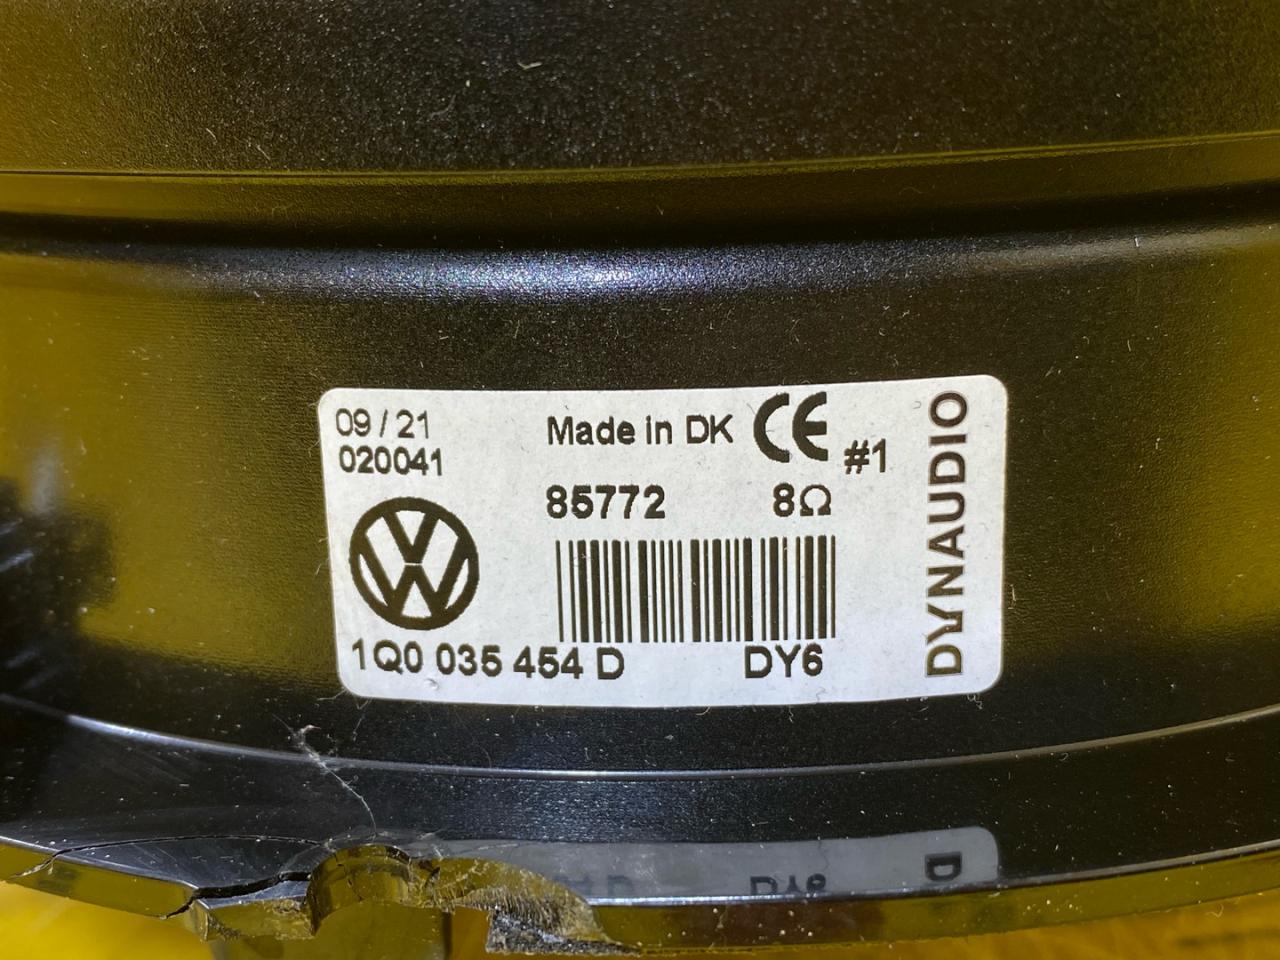 09 / 21
020041
Made in DK CE #1
85772 8Ω
1Q0 035 454 D DY6
DYNAUDIO